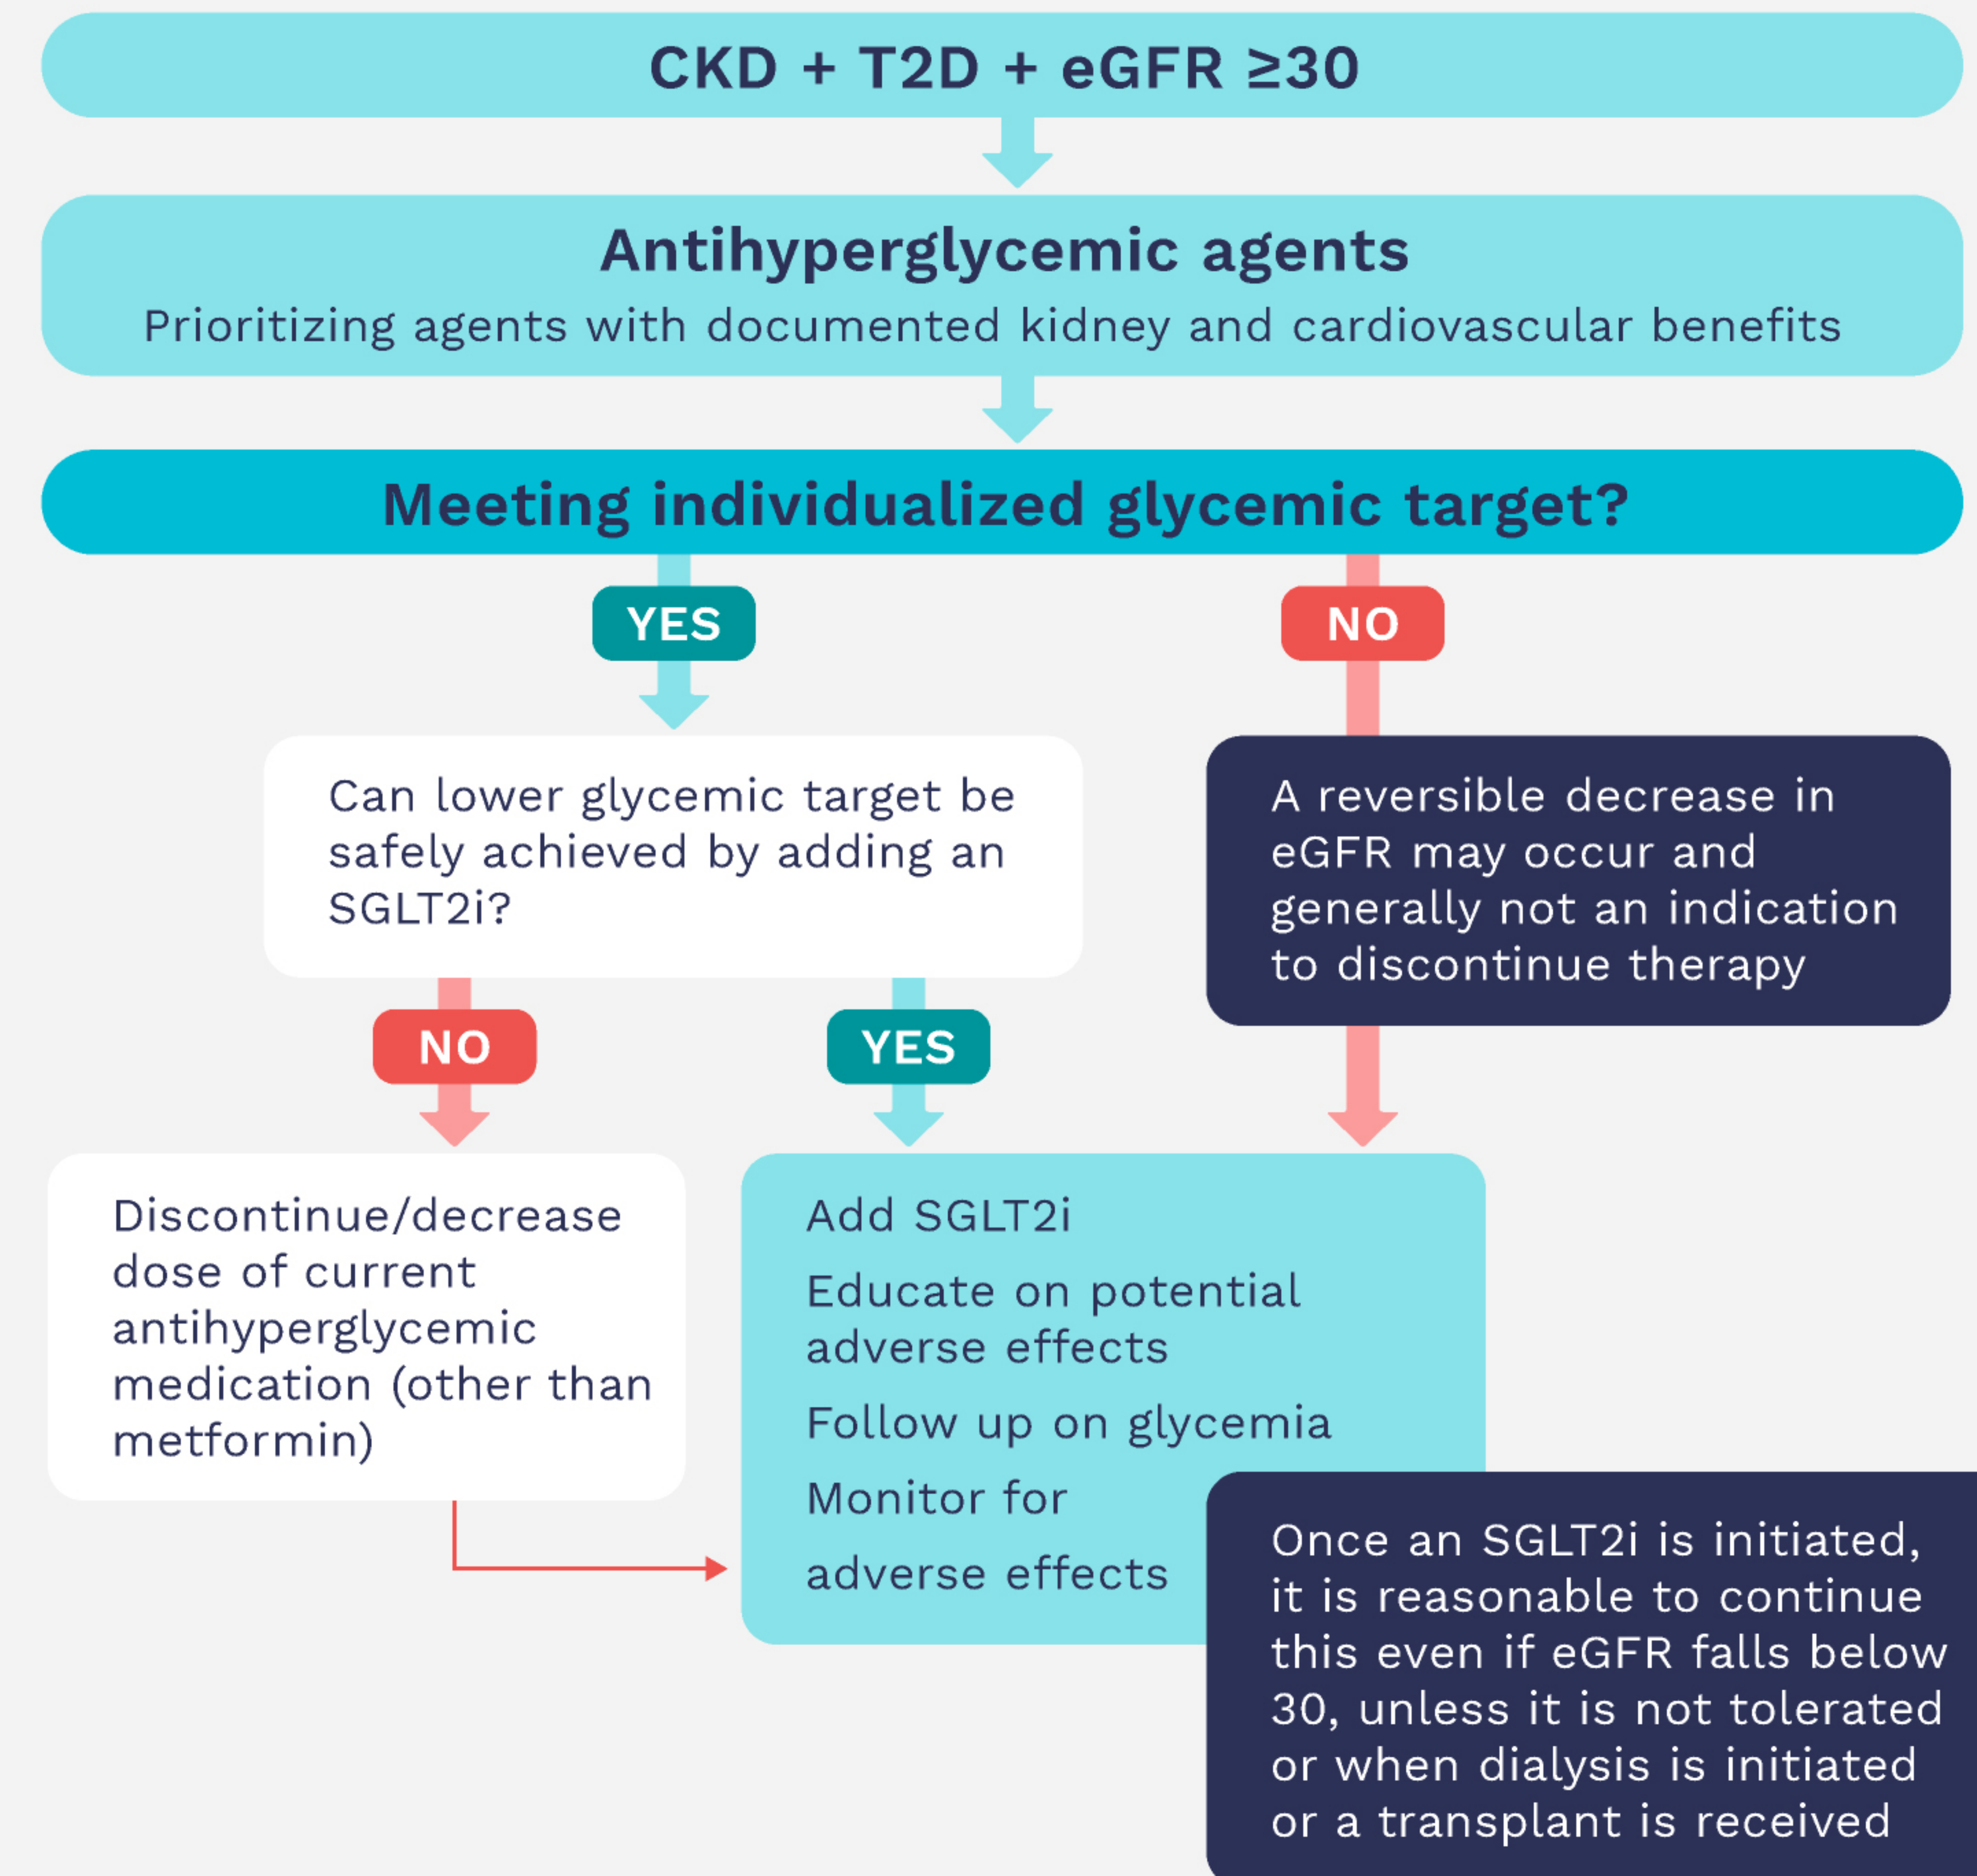 CKD + T2D + eGFR ≥30
Antihyperglycemic agents
Prioritizing agents with documented kidney and cardiovascular benefits
Meeting individualized glycemic target?
YES
NO
Can lower glycemic target be
safely achieved by adding an
SGLT2i?
A reversible decrease in
eGFR may occur and
generally not an indication
to discontinue therapy
NO
YES
Discontinue/decrease
dose of current
antihyperglycemic
medication (other than
metformin)
Add SGLT2i
Educate on potential
adverse effects
Follow up on glycemia
Monitor for
adverse effects
Once an SGLT2i is initiated,
it is reasonable to continue
this even if eGFR falls below
30, unless it is not tolerated
or when dialysis is initiated
or a transplant is received